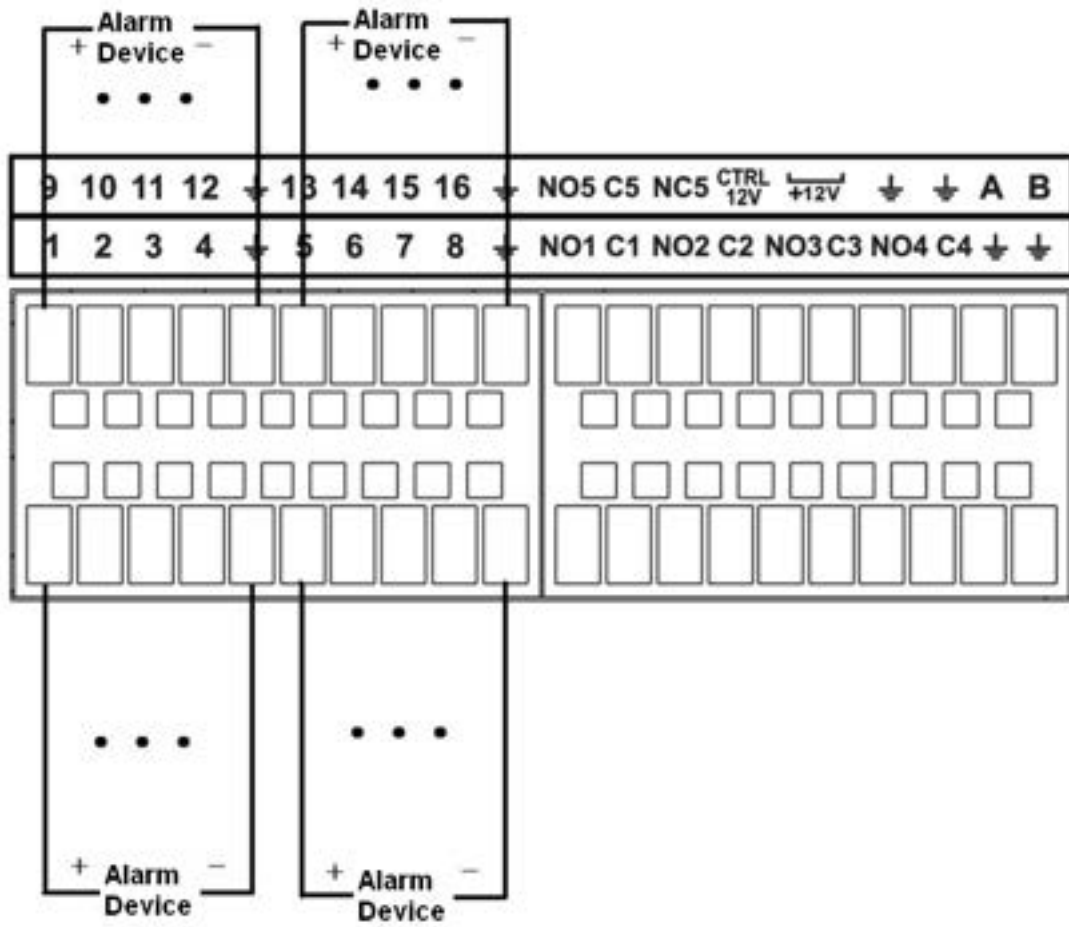 Alarm
+ Device −
Alarm
+ Device −
9 10 11 12 ⏚ 13 14 15 16 ⏚ NO5 C5 NC5 CTRL 12V +12V ⏚ ⏚ A B
1 2 3 4 ⏚ 5 6 7 8 ⏚ NO1 C1 NO2 C2 NO3 C3 NO4 C4 ⏚ ⏚
+ Alarm −
Device
+ Alarm −
Device